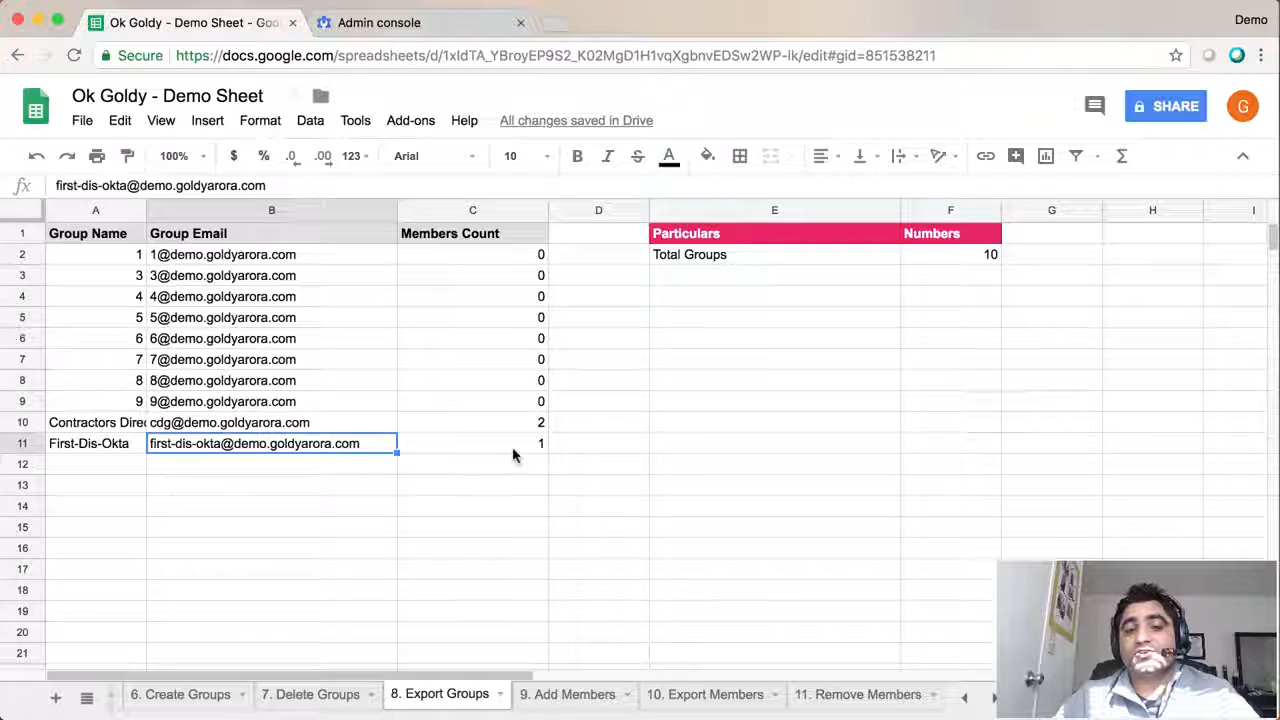 Ok Goldy - Demo Sheet - Goo
Admin console
Demo
Secure https://docs.google.com/spreadsheets/d/1xIdTA_YBroyEP9S2_K02MgD1H1vqXgbnvEDSw2WP-lk/edit#gid=851538211
Ok Goldy - Demo Sheet
SHARE
G
File Edit View Insert Format Data Tools Add-ons Help All changes saved in Drive
100% $ % .0 .00 123 Arial 10 B I S A Σ
fx first-dis-okta@demo.goldyarora.com
A B C D E F G H I
1 Group Name Group Email Members Count Particulars Numbers
2 1 1@demo.goldyarora.com 0 Total Groups 10
3 3 3@demo.goldyarora.com 0
4 4 4@demo.goldyarora.com 0
5 5 5@demo.goldyarora.com 0
6 6 6@demo.goldyarora.com 0
7 7 7@demo.goldyarora.com 0
8 8 8@demo.goldyarora.com 0
9 9 9@demo.goldyarora.com 0
10 Contractors Direc cdg@demo.goldyarora.com 2
11 First-Dis-Okta first-dis-okta@demo.goldyarora.com 1
12
13
14
15
16
17
18
19
20
21
6. Create Groups 7. Delete Groups 8. Export Groups 9. Add Members 10. Export Members 11. Remove Members